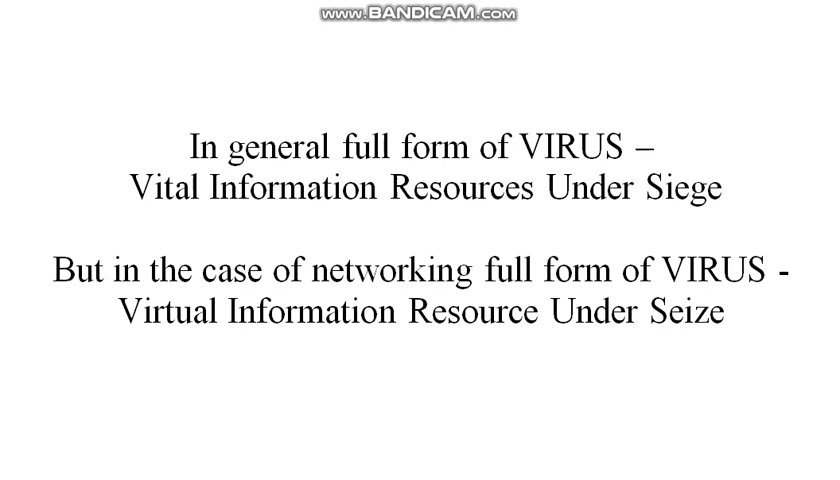 www.BANDICAM.com
In general full form of VIRUS –
Vital Information Resources Under Siege
But in the case of networking full form of VIRUS -
Virtual Information Resource Under Seize